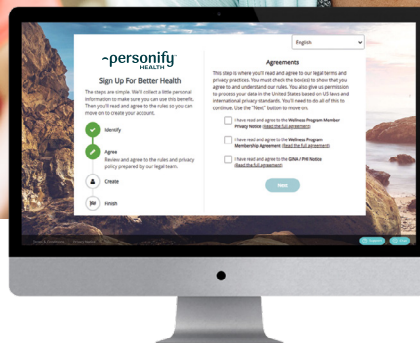 English
personify
HEALTH
Sign Up For Better Health
The steps are simple. We'll collect a little personal
information to make sure you can use this benefit.
Then you'll read and agree to the rules so you can
move on to create your account.
Identify
Agree
Review and agree to the rules and privacy
policy prepared by our legal team.
Create
Finish
Agreements
This step is where you'll read and agree to our legal terms and
privacy practices. You must check the box(es) to show that you
agree to and understand our rules. You also give us permission
to process your data in the United States based on US laws and
international privacy standards. You'll need to do all of this to
continue. Use the "Next" button to move on.
I have read and agree to the Wellness Program Member
Privacy Notice (Read the full agreement)
I have read and agree to the Wellness Program
Membership Agreement (Read the full agreement)
I have read and agree to the GINA / PHI Notice
(Read the full agreement)
Next